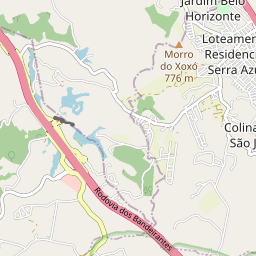 Jardim Belo
Horizonte
Loteamen
Residenc
Serra Azu
Morro
do Xoxó
776 m
Colina
São J
Rodovia dos Bandeirantes